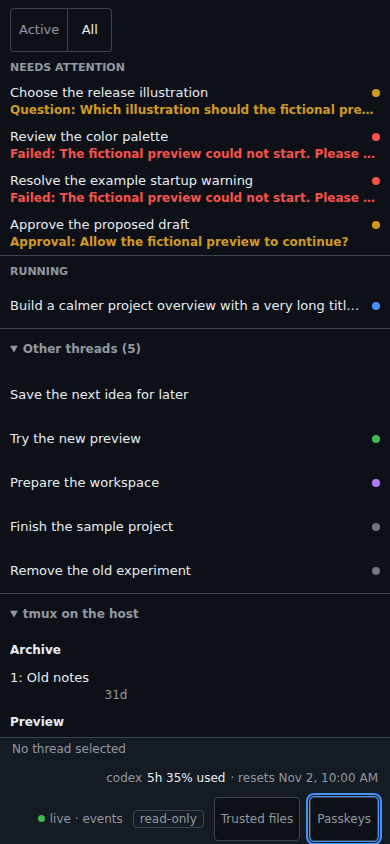 Active All
NEEDS ATTENTION
Choose the release illustration
Question: Which illustration should the fictional pre…
Review the color palette
Failed: The fictional preview could not start. Please …
Resolve the example startup warning
Failed: The fictional preview could not start. Please …
Approve the proposed draft
Approval: Allow the fictional preview to continue?
RUNNING
Build a calmer project overview with a very long titl…
▼ Other threads (5)
Save the next idea for later
Try the new preview
Prepare the workspace
Finish the sample project
Remove the old experiment
▼ tmux on the host
Archive
1: Old notes
31d
Preview
No thread selected
codex 5h 35% used · resets Nov 2, 10:00 AM
live · events read-only Trusted files Passkeys